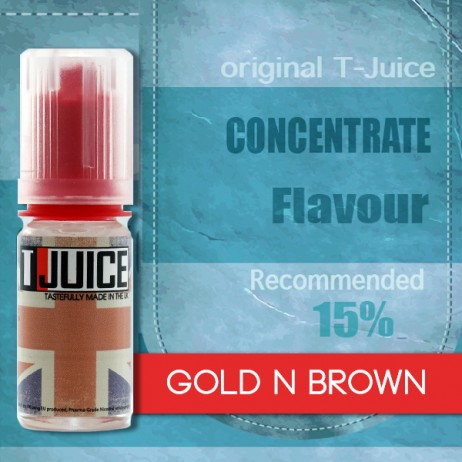 original T-Juice
CONCENTRATE
Flavour
Recommended
15%
GOLD N BROWN
T JUICE
TASTEFULLY MADE IN THE UK